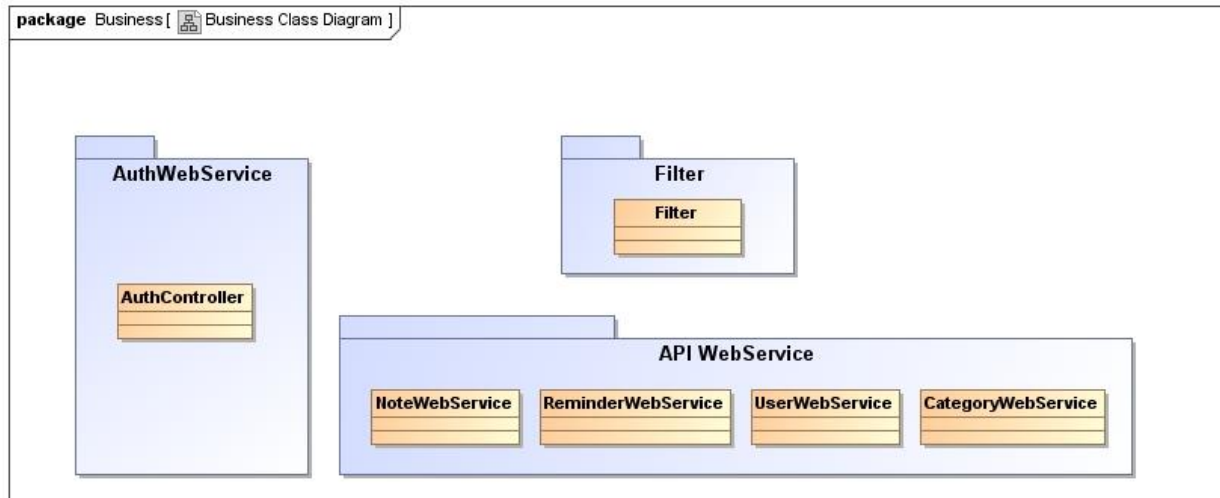 package Business [ Business Class Diagram ]
AuthWebService
AuthController
Filter
Filter
API WebService
NoteWebService
ReminderWebService
UserWebService
CategoryWebService